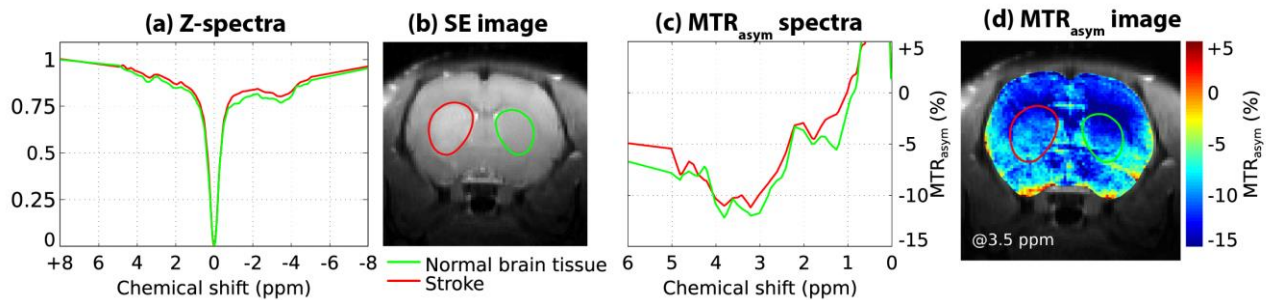 (a) Z-spectra
1
0.75
0.5
0.25
0
+8 6 4 2 0 -2 -4 -6 -8
Chemical shift (ppm)
(b) SE image
Normal brain tissue
Stroke
(c) MTRasym spectra
+5
0
-5
-10
-15
MTRasym (%)
6 5 4 3 2 1 0
Chemical shift (ppm)
(d) MTRasym image
@3.5 ppm
+5
0
-5
-10
-15
MTRasym (%)